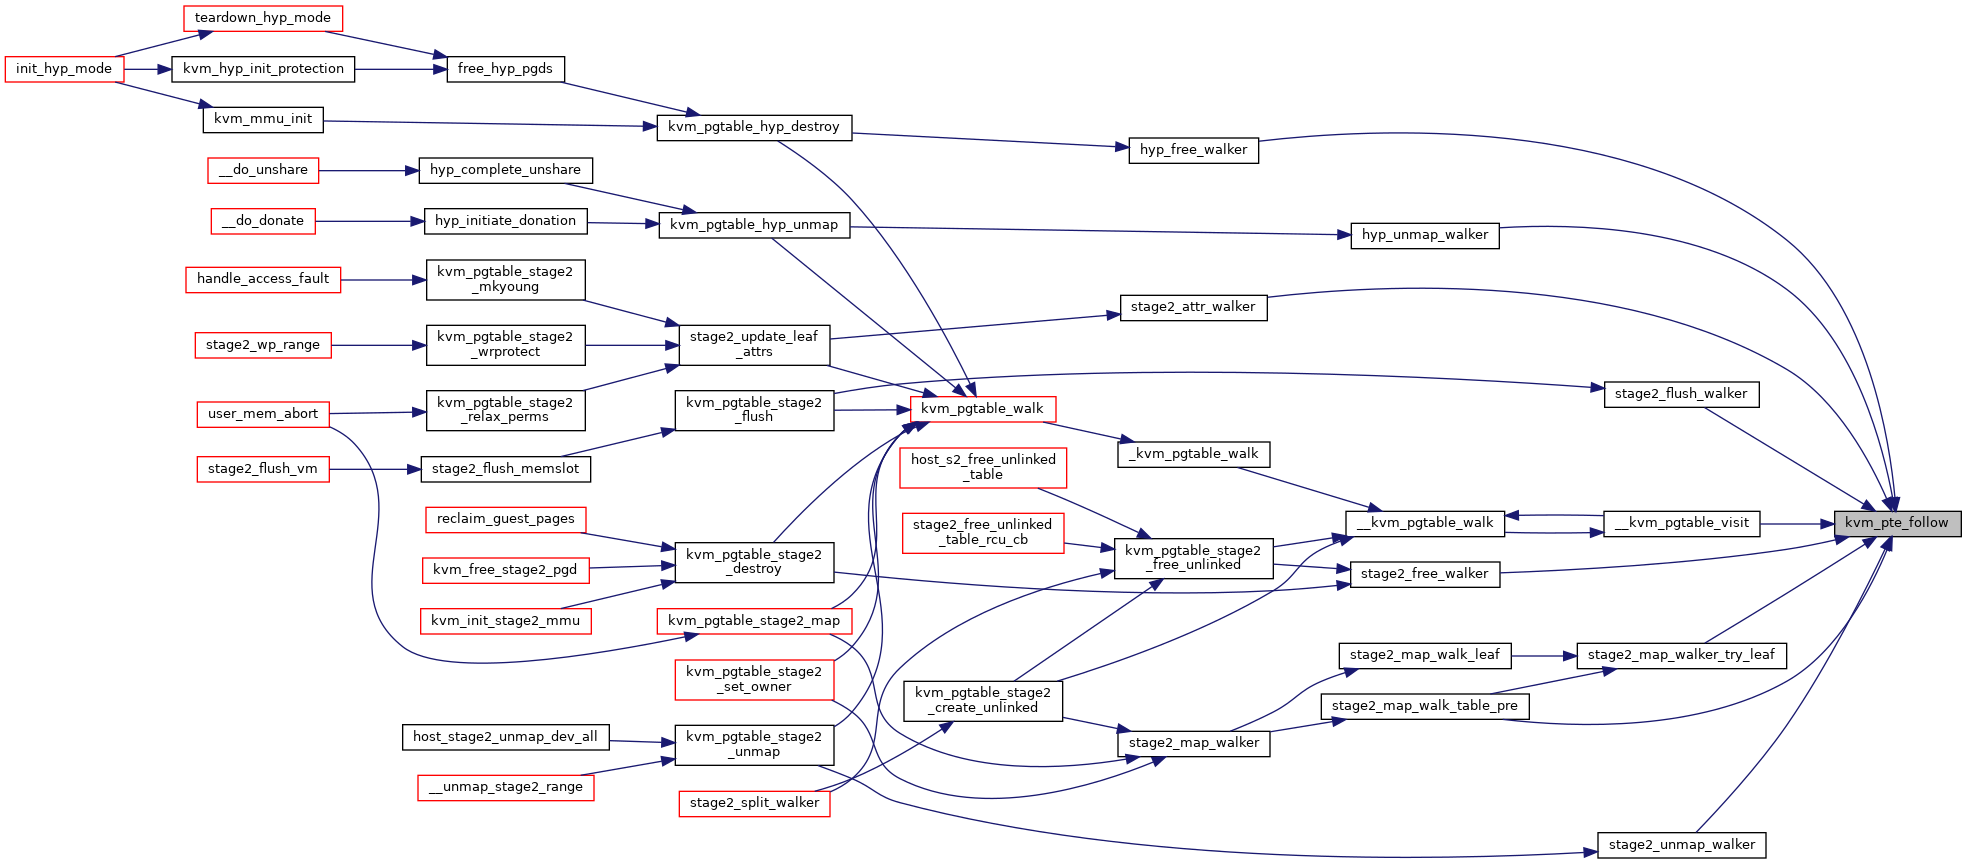 teardown_hyp_mode
init_hyp_mode
kvm_hyp_init_protection
free_hyp_pgds
kvm_mmu_init
kvm_pgtable_hyp_destroy
hyp_free_walker
__do_unshare
hyp_complete_unshare
__do_donate
hyp_initiate_donation
kvm_pgtable_hyp_unmap
hyp_unmap_walker
handle_access_fault
kvm_pgtable_stage2
_mkyoung
stage2_attr_walker
stage2_wp_range
kvm_pgtable_stage2
_wrprotect
stage2_update_leaf
_attrs
user_mem_abort
kvm_pgtable_stage2
_relax_perms
kvm_pgtable_stage2
_flush
kvm_pgtable_walk
stage2_flush_walker
stage2_flush_vm
stage2_flush_memslot
host_s2_free_unlinked
_table
_kvm_pgtable_walk
reclaim_guest_pages
stage2_free_unlinked
_table_rcu_cb
__kvm_pgtable_walk
__kvm_pgtable_visit
kvm_pte_follow
kvm_free_stage2_pgd
kvm_pgtable_stage2
_destroy
kvm_pgtable_stage2
_free_unlinked
stage2_free_walker
kvm_init_stage2_mmu
kvm_pgtable_stage2_map
stage2_map_walk_leaf
stage2_map_walker_try_leaf
kvm_pgtable_stage2
_set_owner
kvm_pgtable_stage2
_create_unlinked
stage2_map_walk_table_pre
host_stage2_unmap_dev_all
kvm_pgtable_stage2
_unmap
stage2_map_walker
__unmap_stage2_range
stage2_split_walker
stage2_unmap_walker